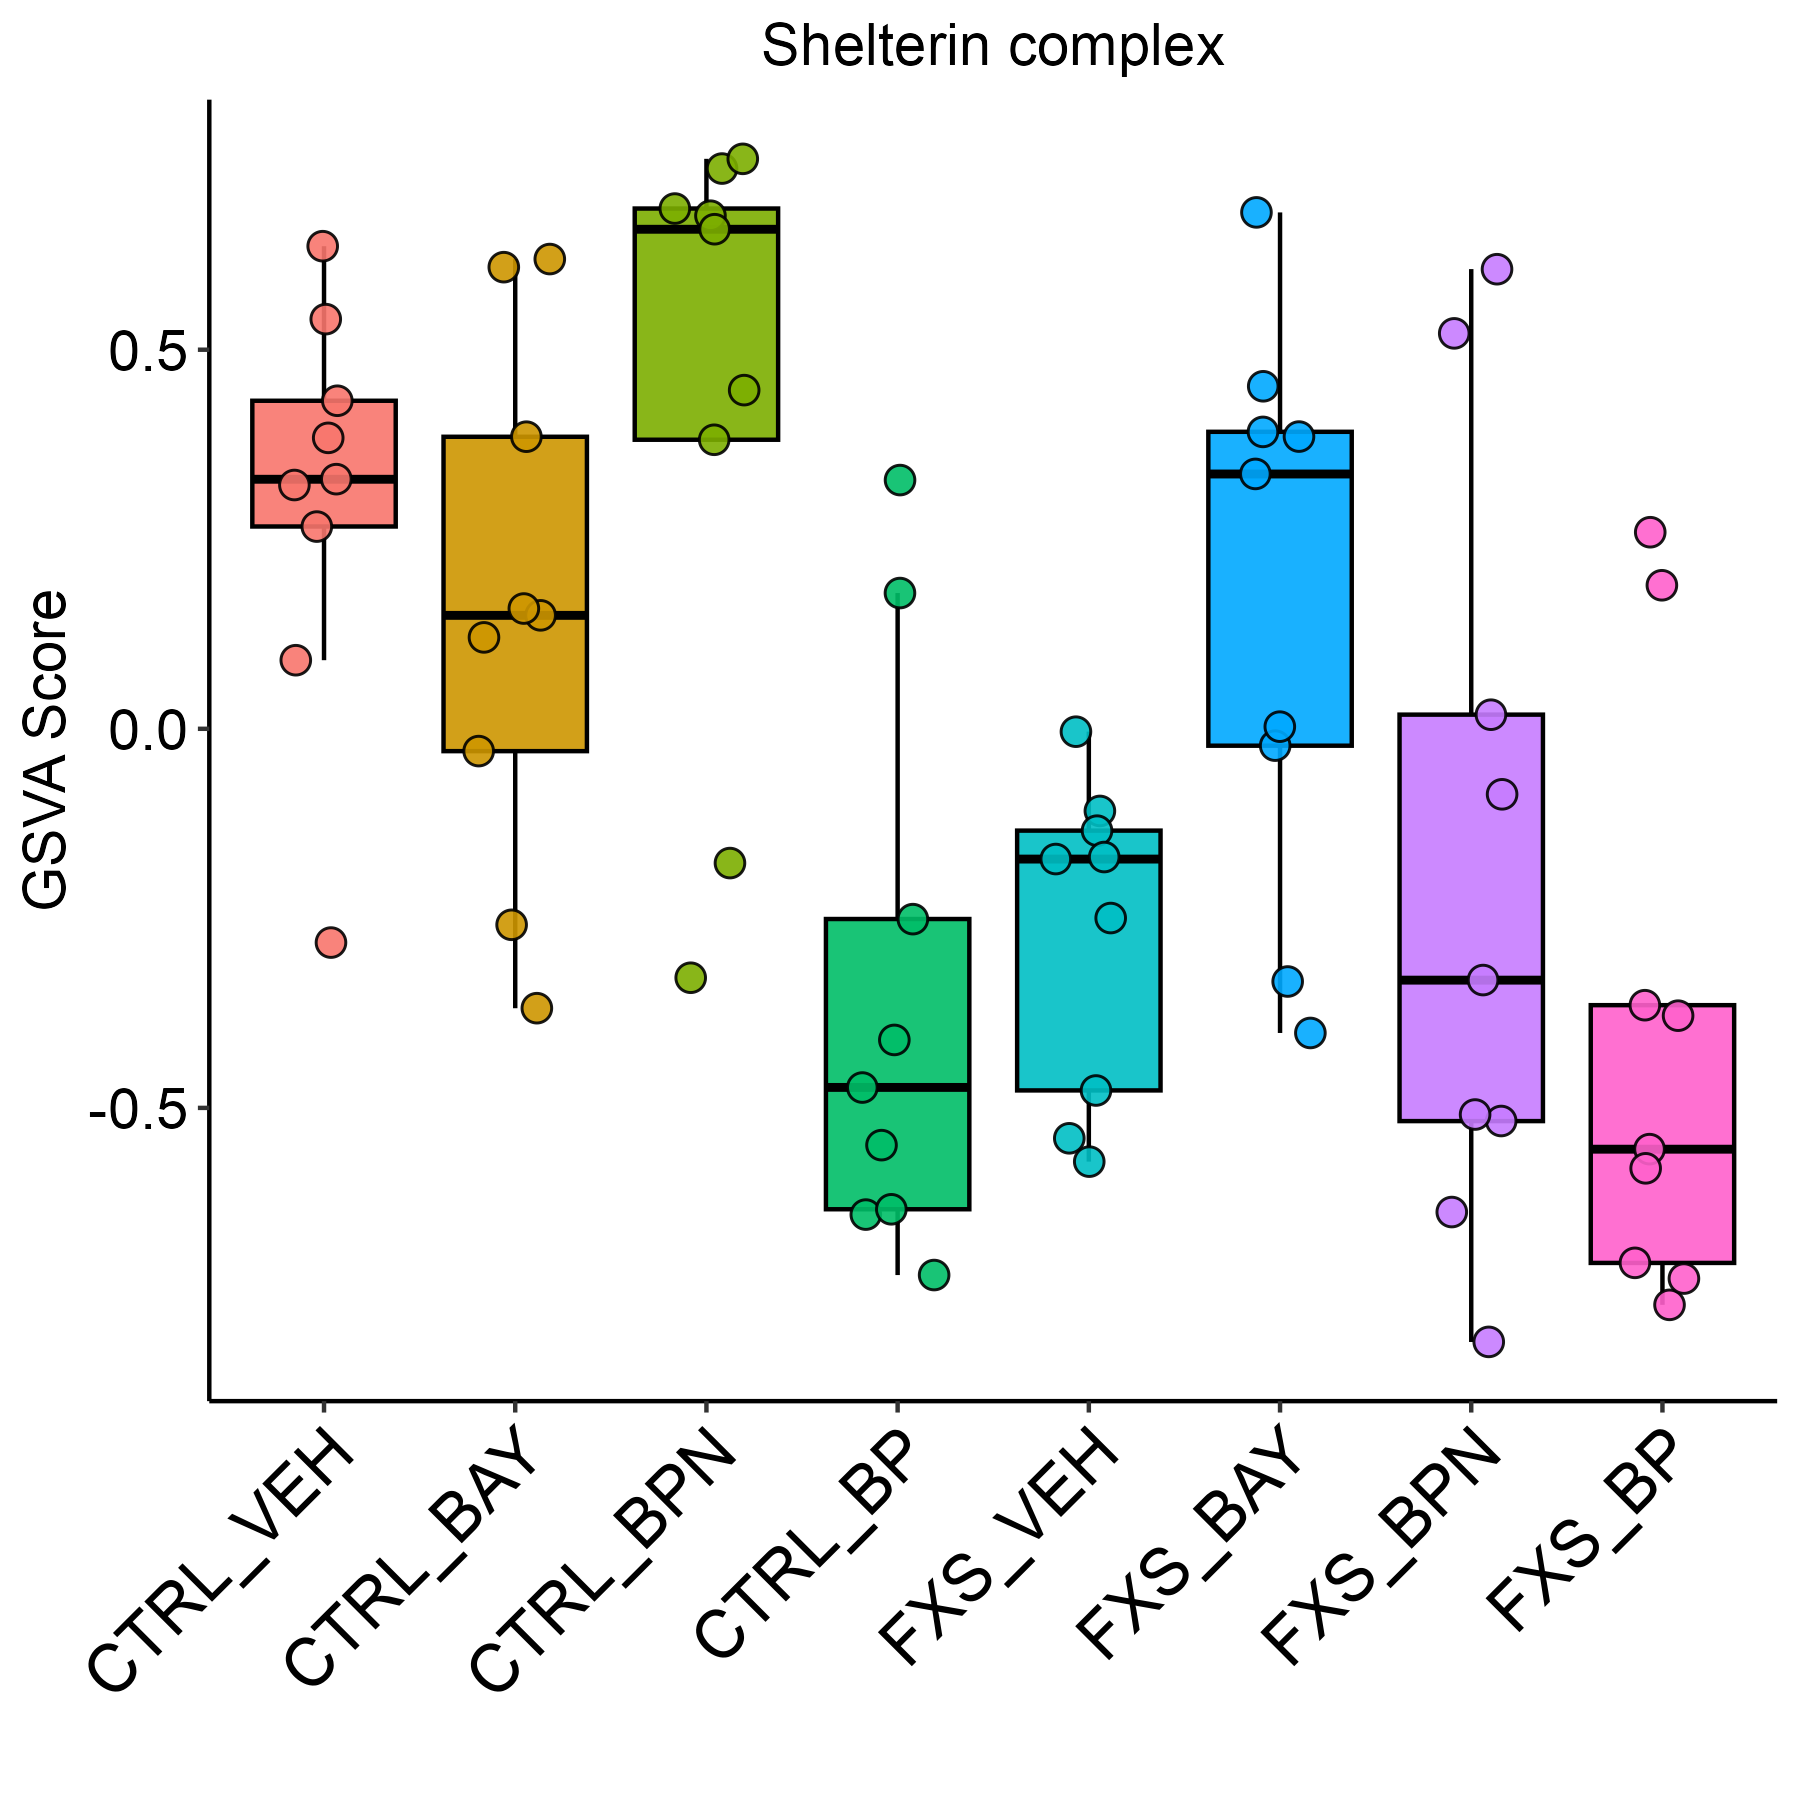 Shelterin complex
GSVA Score
0.5
0.0
-0.5
CTRL_VEH
CTRL_BAY
CTRL_BPN
CTRL_BP
FXS_VEH
FXS_BAY
FXS_BPN
FXS_BP